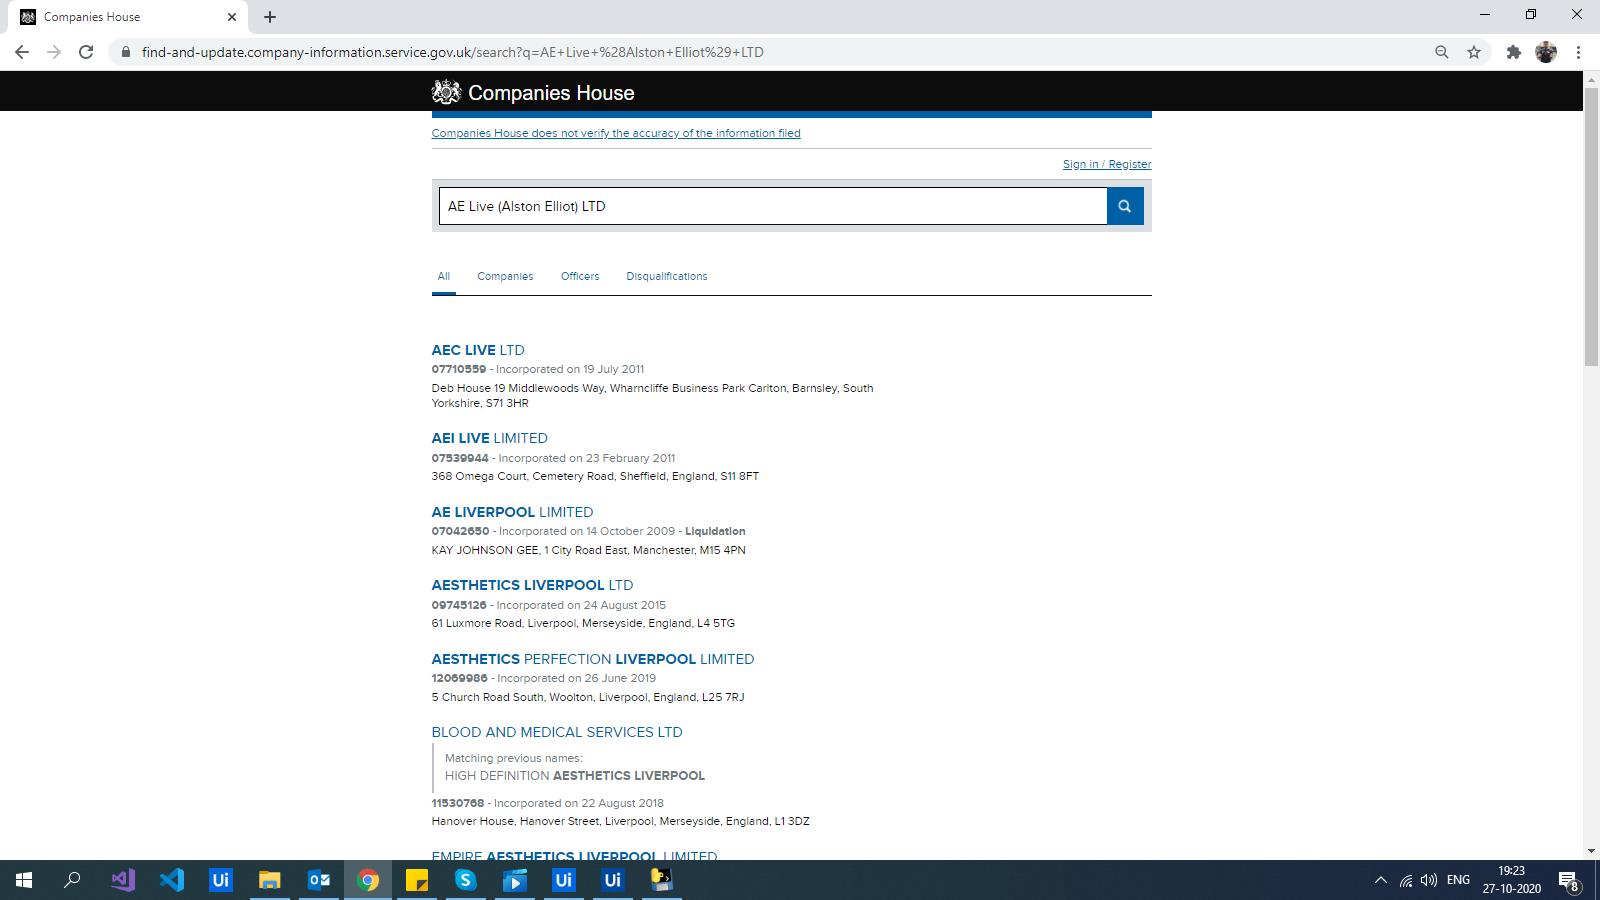 Companies House
find-and-update.company-information.service.gov.uk/search?q=AE+Live+%28Alston+Elliot%29+LTD
Companies House
Companies House does not verify the accuracy of the information filed
Sign in / Register
AE Live (Alston Elliot) LTD
All Companies Officers Disqualifications
AEC LIVE LTD
07710559 - Incorporated on 19 July 2011
Deb House 19 Middlewoods Way, Wharncliffe Business Park Carlton, Barnsley, South
Yorkshire, S71 3HR
AEI LIVE LIMITED
07539944 - Incorporated on 23 February 2011
368 Omega Court, Cemetery Road, Sheffield, England, S11 8FT
AE LIVERPOOL LIMITED
07042650 - Incorporated on 14 October 2009 - Liquidation
KAY JOHNSON GEE, 1 City Road East, Manchester, M15 4PN
AESTHETICS LIVERPOOL LTD
09745126 - Incorporated on 24 August 2015
61 Luxmore Road, Liverpool, Merseyside, England, L4 5TG
AESTHETICS PERFECTION LIVERPOOL LIMITED
12069986 - Incorporated on 26 June 2019
5 Church Road South, Woolton, Liverpool, England, L25 7RJ
BLOOD AND MEDICAL SERVICES LTD
Matching previous names:
HIGH DEFINITION AESTHETICS LIVERPOOL
11530768 - Incorporated on 22 August 2018
Hanover House, Hanover Street, Liverpool, Merseyside, England, L1 3DZ
EMPIRE AESTHETICS LIVERPOOL LIMITED
Ui Ui Ui ENG 19:23
27-10-2020 8